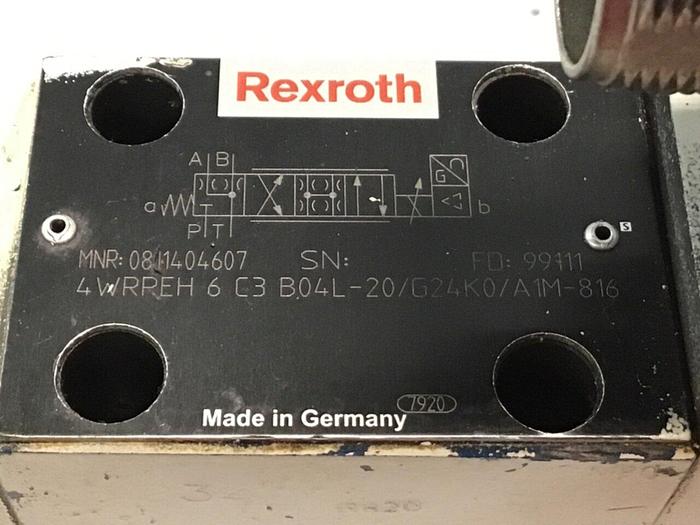 Rexroth
A B
G
a b
P T
S
MNR: 0811404607 SN: FD: 99111
4WRPEH 6 C3 B04L-20/G24K0/A1M-816
7920
Made in Germany